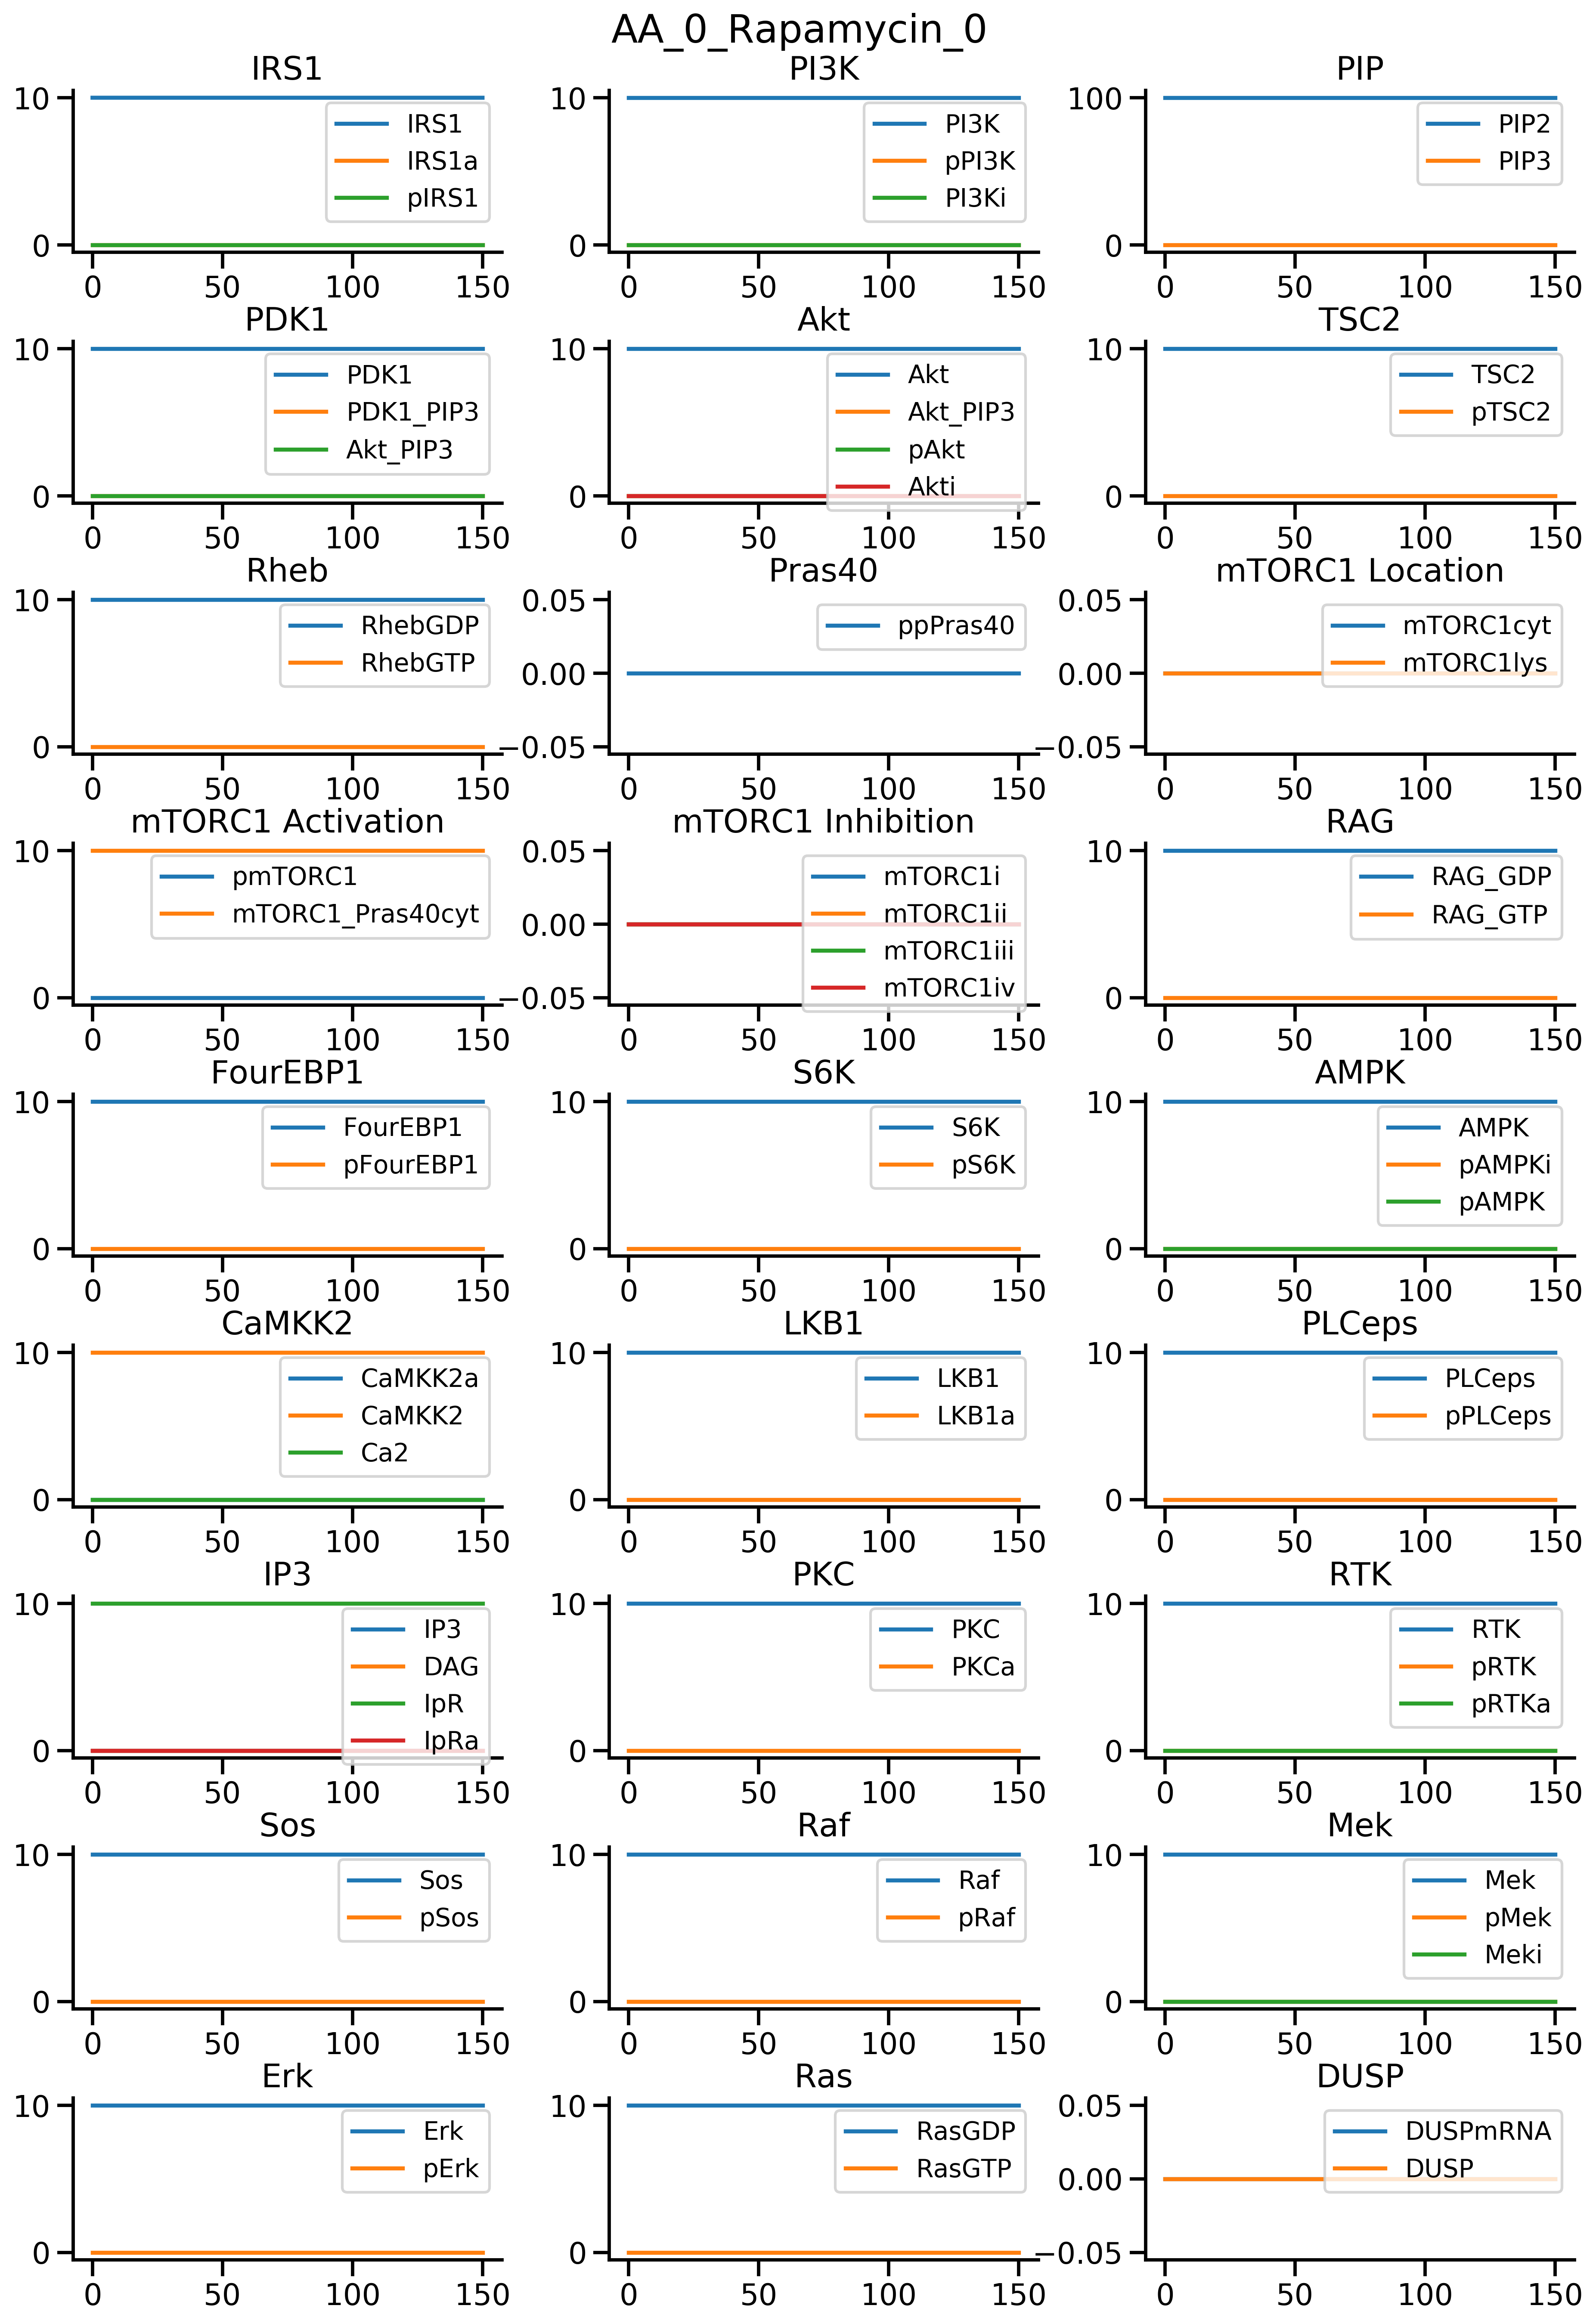 AA_0_Rapamycin_0
IRS1
10
0
IRS1
IRS1a
pIRS1
0 50 100 150
PI3K
10
0
PI3K
pPI3K
PI3Ki
0 50 100 150
PIP
100
0
PIP2
PIP3
0 50 100 150
PDK1
10
0
PDK1
PDK1_PIP3
Akt_PIP3
0 50 100 150
Akt
10
0
Akt
Akt_PIP3
pAkt
Akti
0 50 100 150
TSC2
10
0
TSC2
pTSC2
0 50 100 150
Rheb
10
0
RhebGDP
RhebGTP
0 50 100 150
Pras40
0.05
0.00
−0.05
ppPras40
0 50 100 150
mTORC1 Location
0.05
0.00
−0.05
mTORC1cyt
mTORC1lys
0 50 100 150
mTORC1 Activation
10
0
pmTORC1
mTORC1_Pras40cyt
0 50 100 150
mTORC1 Inhibition
0.05
0.00
−0.05
mTORC1i
mTORC1ii
mTORC1iii
mTORC1iv
0 50 100 150
RAG
10
0
RAG_GDP
RAG_GTP
0 50 100 150
FourEBP1
10
0
FourEBP1
pFourEBP1
0 50 100 150
S6K
10
0
S6K
pS6K
0 50 100 150
AMPK
10
0
AMPK
pAMPKi
pAMPK
0 50 100 150
CaMKK2
10
0
CaMKK2a
CaMKK2
Ca2
0 50 100 150
LKB1
10
0
LKB1
LKB1a
0 50 100 150
PLCeps
10
0
PLCeps
pPLCeps
0 50 100 150
IP3
10
0
IP3
DAG
IpR
IpRa
0 50 100 150
PKC
10
0
PKC
PKCa
0 50 100 150
RTK
10
0
RTK
pRTK
pRTKa
0 50 100 150
Sos
10
0
Sos
pSos
0 50 100 150
Raf
10
0
Raf
pRaf
0 50 100 150
Mek
10
0
Mek
pMek
Meki
0 50 100 150
Erk
10
0
Erk
pErk
0 50 100 150
Ras
10
0
RasGDP
RasGTP
0 50 100 150
DUSP
0.05
0.00
−0.05
DUSPmRNA
DUSP
0 50 100 150